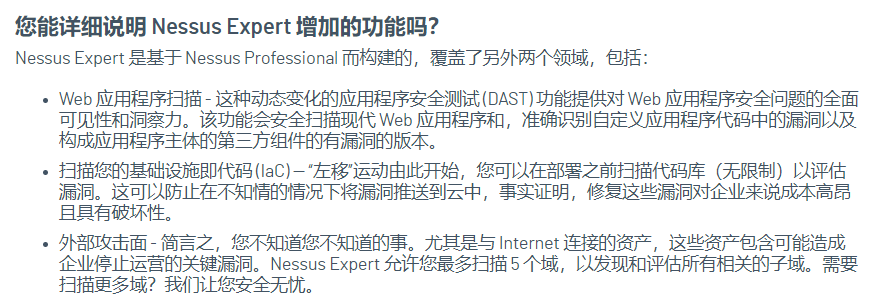 您能详细说明 Nessus Expert 增加的功能吗?
Nessus Expert 是基于 Nessus Professional 而构建的，覆盖了另外两个领域，包括：
• Web 应用程序扫描 - 这种动态变化的应用程序安全测试 (DAST) 功能提供对 Web 应用程序安全问题的全面
可见性和洞察力。该功能会安全扫描现代 Web 应用程序和，准确识别自定义应用程序代码中的漏洞以及
构成应用程序主体的第三方组件的有漏洞的版本。
• 扫描您的基础设施即代码 (IaC) – “左移”运动由此开始，您可以在部署之前扫描代码库（无限制）以评估
漏洞。这可以防止在不知情的情况下将漏洞推送到云中，事实证明，修复这些漏洞对企业来说成本高昂
且具有破坏性。
• 外部攻击面 - 简言之，您不知道您不知道的事。尤其是与 Internet 连接的资产，这些资产包含可能造成
企业停止运营的关键漏洞。Nessus Expert 允许您最多扫描 5 个域，以发现和评估所有相关的子域。需要
扫描更多域？我们让您安全无忧。